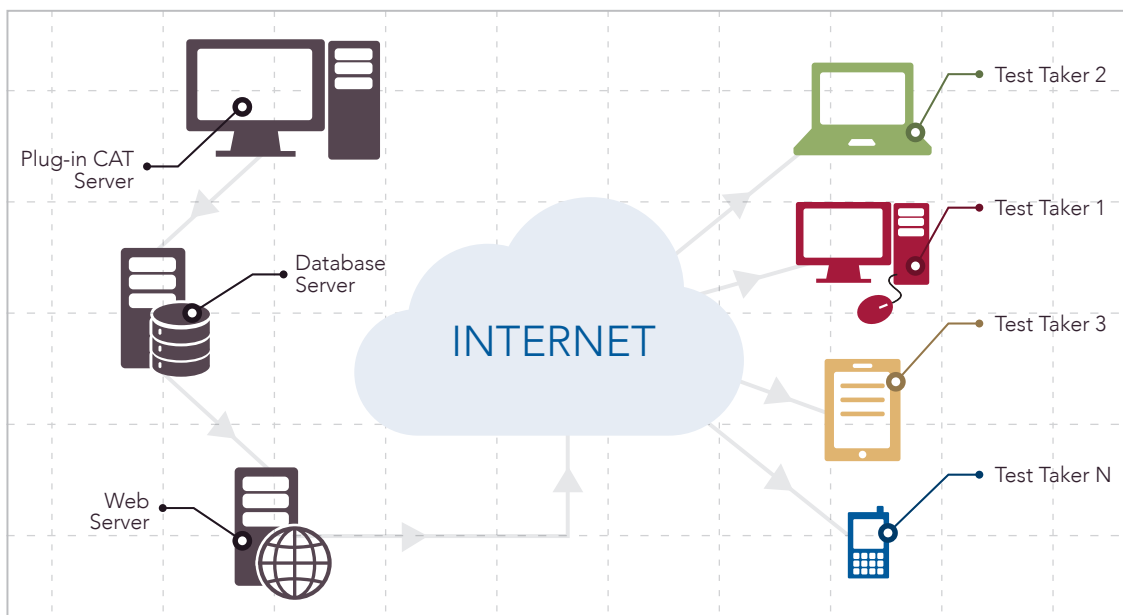 Test Taker 2
Plug-in CAT
Server
Test Taker 1
Database
Server
INTERNET
Test Taker 3
Test Taker N
Web
Server